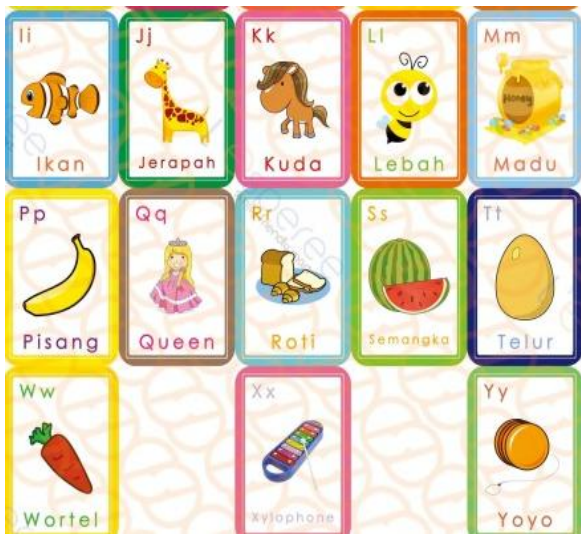 Ii
Jj
Kk
Ll
Mm
Honey
Ikan
Jerapah
Kuda
Lebah
Madu
Pp
Qq
Rr
Ss
Tt
Pisang
Queen
Roti
Semangka
Telur
Ww
Xx
Yy
Wortel
Xylophone
Yoyo